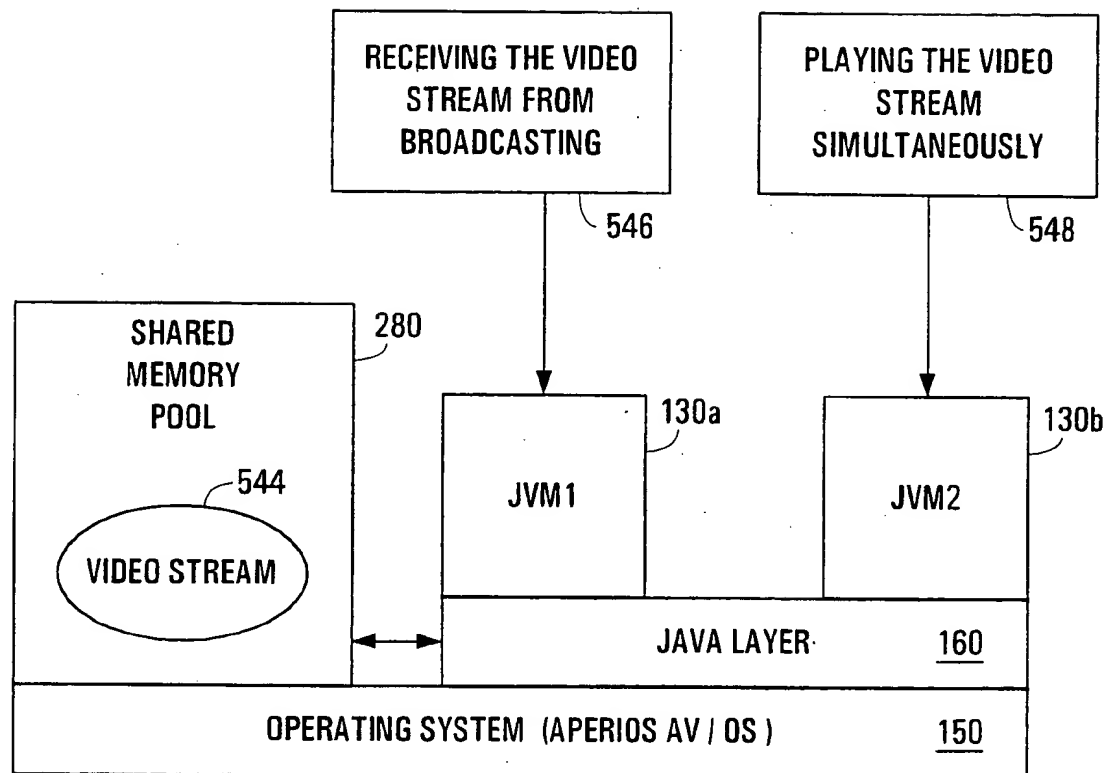 RECEIVING THE VIDEO
STREAM FROM
BROADCASTING
546
PLAYING THE VIDEO
STREAM
SIMULTANEOUSLY
548
SHARED
MEMORY
POOL
280
544
VIDEO STREAM
130a
JVM1
130b
JVM2
JAVA LAYER
160
OPERATING SYSTEM (APERIOS AV / OS )
150